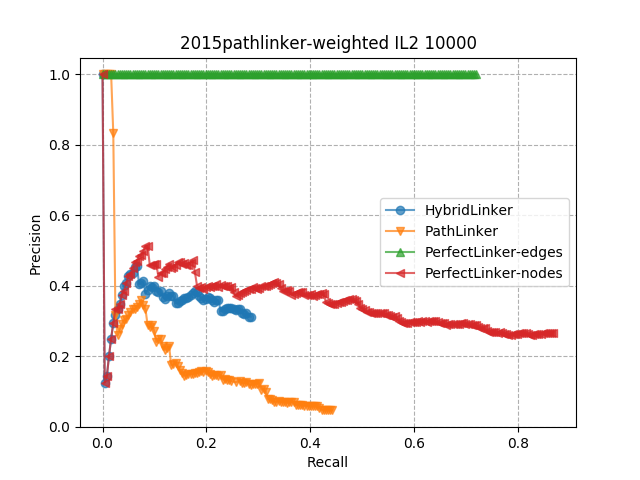 2015pathlinker-weighted IL2 10000
Precision
1.0
0.8
0.6
0.4
0.2
0.0
HybridLinker
PathLinker
PerfectLinker-edges
PerfectLinker-nodes
0.0 0.2 0.4 0.6 0.8
Recall